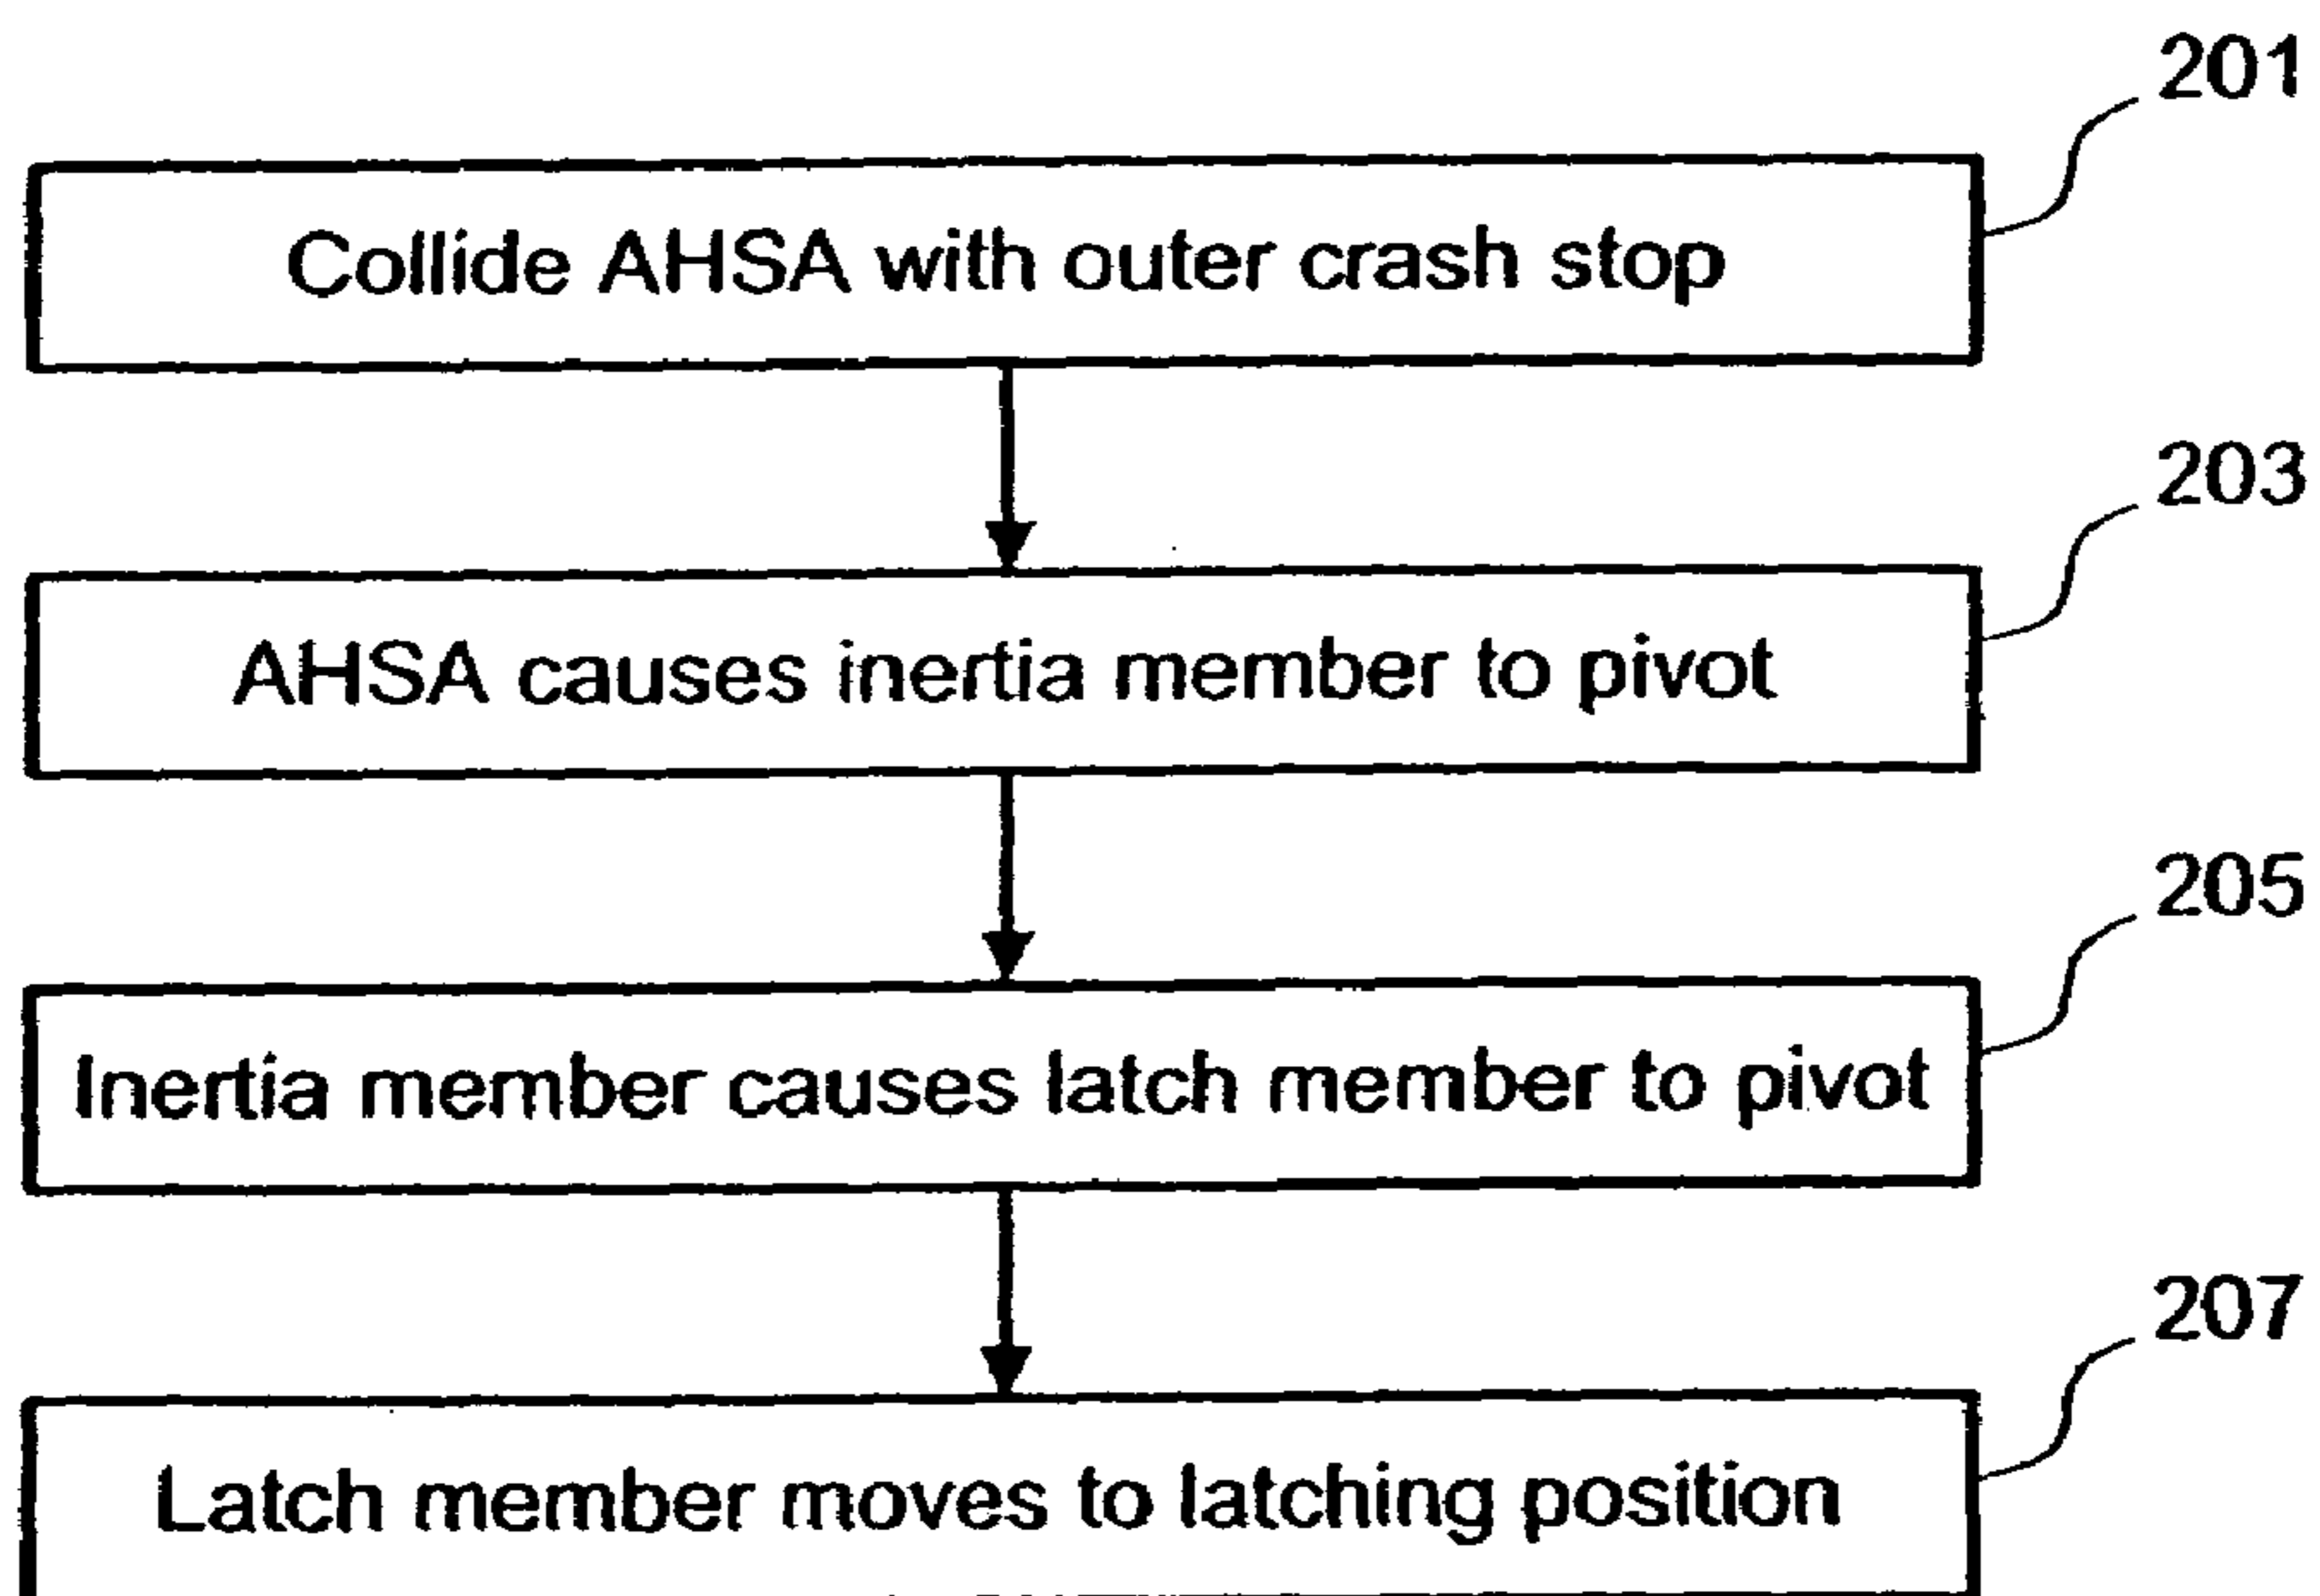 201
Collide AHSA with outer crash stop
203
AHSA causes inertia member to pivot
205
Inertia member causes latch member to pivot
207
Latch member moves to latching position